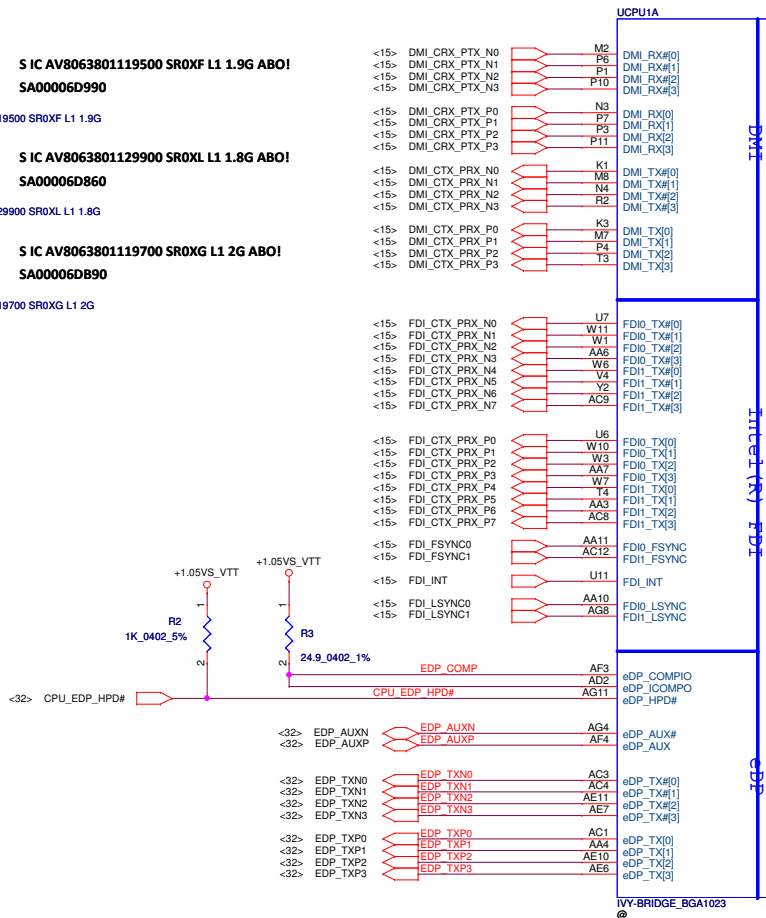 UCPU1A
S IC AV8063801119500 SR0XF L1 1.9G ABO!
SA00006D990
19500 SR0XF L1 1.9G
S IC AV8063801129900 SR0XL L1 1.8G ABO!
SA00006D860
29900 SR0XL L1 1.8G
S IC AV8063801119700 SR0XG L1 2G ABO!
SA00006DB90
19700 SR0XG L1 2G
<15> DMI_CRX_PTX_N0 M2 DMI_RX#[0]
<15> DMI_CRX_PTX_N1 P6 DMI_RX#[1]
<15> DMI_CRX_PTX_N2 P1 DMI_RX#[2]
<15> DMI_CRX_PTX_N3 P10 DMI_RX#[3]
<15> DMI_CRX_PTX_P0 N3 DMI_RX[0]
<15> DMI_CRX_PTX_P1 P7 DMI_RX[1]
<15> DMI_CRX_PTX_P2 P3 DMI_RX[2]
<15> DMI_CRX_PTX_P3 P11 DMI_RX[3]
<15> DMI_CTX_PRX_N0 K1 DMI_TX#[0]
<15> DMI_CTX_PRX_N1 M8 DMI_TX#[1]
<15> DMI_CTX_PRX_N2 N4 DMI_TX#[2]
<15> DMI_CTX_PRX_N3 R2 DMI_TX#[3]
<15> DMI_CTX_PRX_P0 K3 DMI_TX[0]
<15> DMI_CTX_PRX_P1 M7 DMI_TX[1]
<15> DMI_CTX_PRX_P2 P4 DMI_TX[2]
<15> DMI_CTX_PRX_P3 T3 DMI_TX[3]
DMI
<15> FDI_CTX_PRX_N0 U7 FDI0_TX#[0]
<15> FDI_CTX_PRX_N1 W11 FDI0_TX#[1]
<15> FDI_CTX_PRX_N2 W1 FDI0_TX#[2]
<15> FDI_CTX_PRX_N3 AA6 FDI0_TX#[3]
<15> FDI_CTX_PRX_N4 W6 FDI1_TX#[0]
<15> FDI_CTX_PRX_N5 V4 FDI1_TX#[1]
<15> FDI_CTX_PRX_N6 Y2 FDI1_TX#[2]
<15> FDI_CTX_PRX_N7 AC9 FDI1_TX#[3]
<15> FDI_CTX_PRX_P0 U6 FDI0_TX[0]
<15> FDI_CTX_PRX_P1 W10 FDI0_TX[1]
<15> FDI_CTX_PRX_P2 W3 FDI0_TX[2]
<15> FDI_CTX_PRX_P3 AA7 FDI0_TX[3]
<15> FDI_CTX_PRX_P4 W7 FDI1_TX[0]
<15> FDI_CTX_PRX_P5 T4 FDI1_TX[1]
<15> FDI_CTX_PRX_P6 AA3 FDI1_TX[2]
<15> FDI_CTX_PRX_P7 AC8 FDI1_TX[3]
<15> FDI_FSYNC0 AA11 FDI0_FSYNC
<15> FDI_FSYNC1 AC12 FDI1_FSYNC
<15> FDI_INT U11 FDI_INT
<15> FDI_LSYNC0 AA10 FDI0_LSYNC
<15> FDI_LSYNC1 AG8 FDI1_LSYNC
Intel(R) FDI
+1.05VS_VTT
+1.05VS_VTT
1
1
R2
1K_0402_5%
R3
24.9_0402_1%
2
2
EDP_COMP AF3 eDP_COMPIO
AD2 eDP_ICOMPO
<32> CPU_EDP_HPD# CPU_EDP_HPD# AG11 eDP_HPD#
<32> EDP_AUXN EDP_AUXN AG4 eDP_AUX#
<32> EDP_AUXP EDP_AUXP AF4 eDP_AUX
<32> EDP_TXN0 EDP_TXN0 AC3 eDP_TX#[0]
<32> EDP_TXN1 EDP_TXN1 AC4 eDP_TX#[1]
<32> EDP_TXN2 EDP_TXN2 AE11 eDP_TX#[2]
<32> EDP_TXN3 EDP_TXN3 AE7 eDP_TX#[3]
<32> EDP_TXP0 EDP_TXP0 AC1 eDP_TX[0]
<32> EDP_TXP1 EDP_TXP1 AA4 eDP_TX[1]
<32> EDP_TXP2 EDP_TXP2 AE10 eDP_TX[2]
<32> EDP_TXP3 EDP_TXP3 AE6 eDP_TX[3]
eDP
IVY-BRIDGE_BGA1023
@